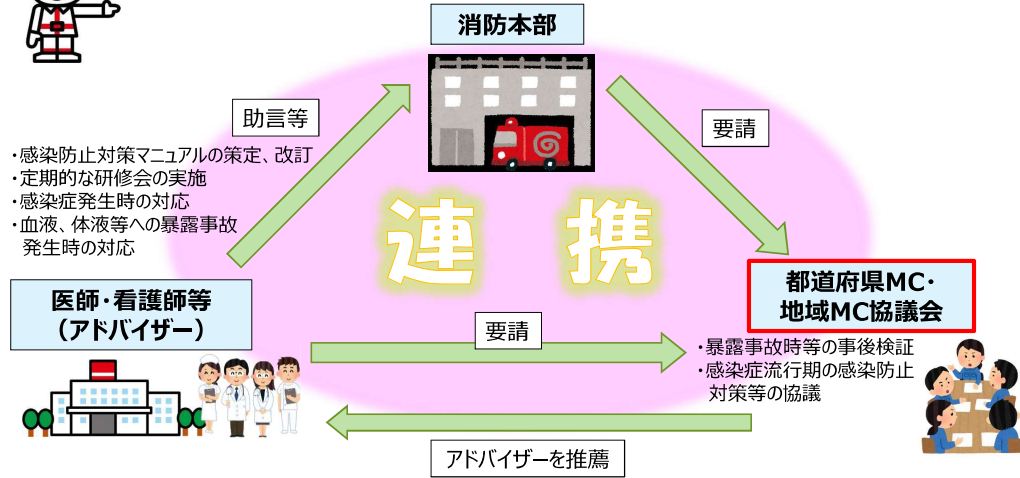 消防本部
助言等
要請
・感染防止対策マニュアルの策定、改訂
・定期的な研修会の実施
・感染症発生時の対応
・血液、体液等への暴露事故
発生時の対応
連 携
医師・看護師等
（アドバイザー）
要請
都道府県MC・
地域MC協議会
・暴露事故時等の事後検証
・感染症流行期の感染防止
対策等の協議
アドバイザーを推薦